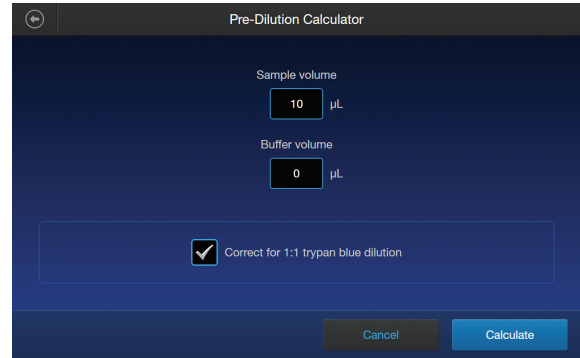 Pre-Dilution Calculator
Sample volume
10 µL
Buffer volume
0 µL
Correct for 1:1 trypan blue dilution
Cancel Calculate